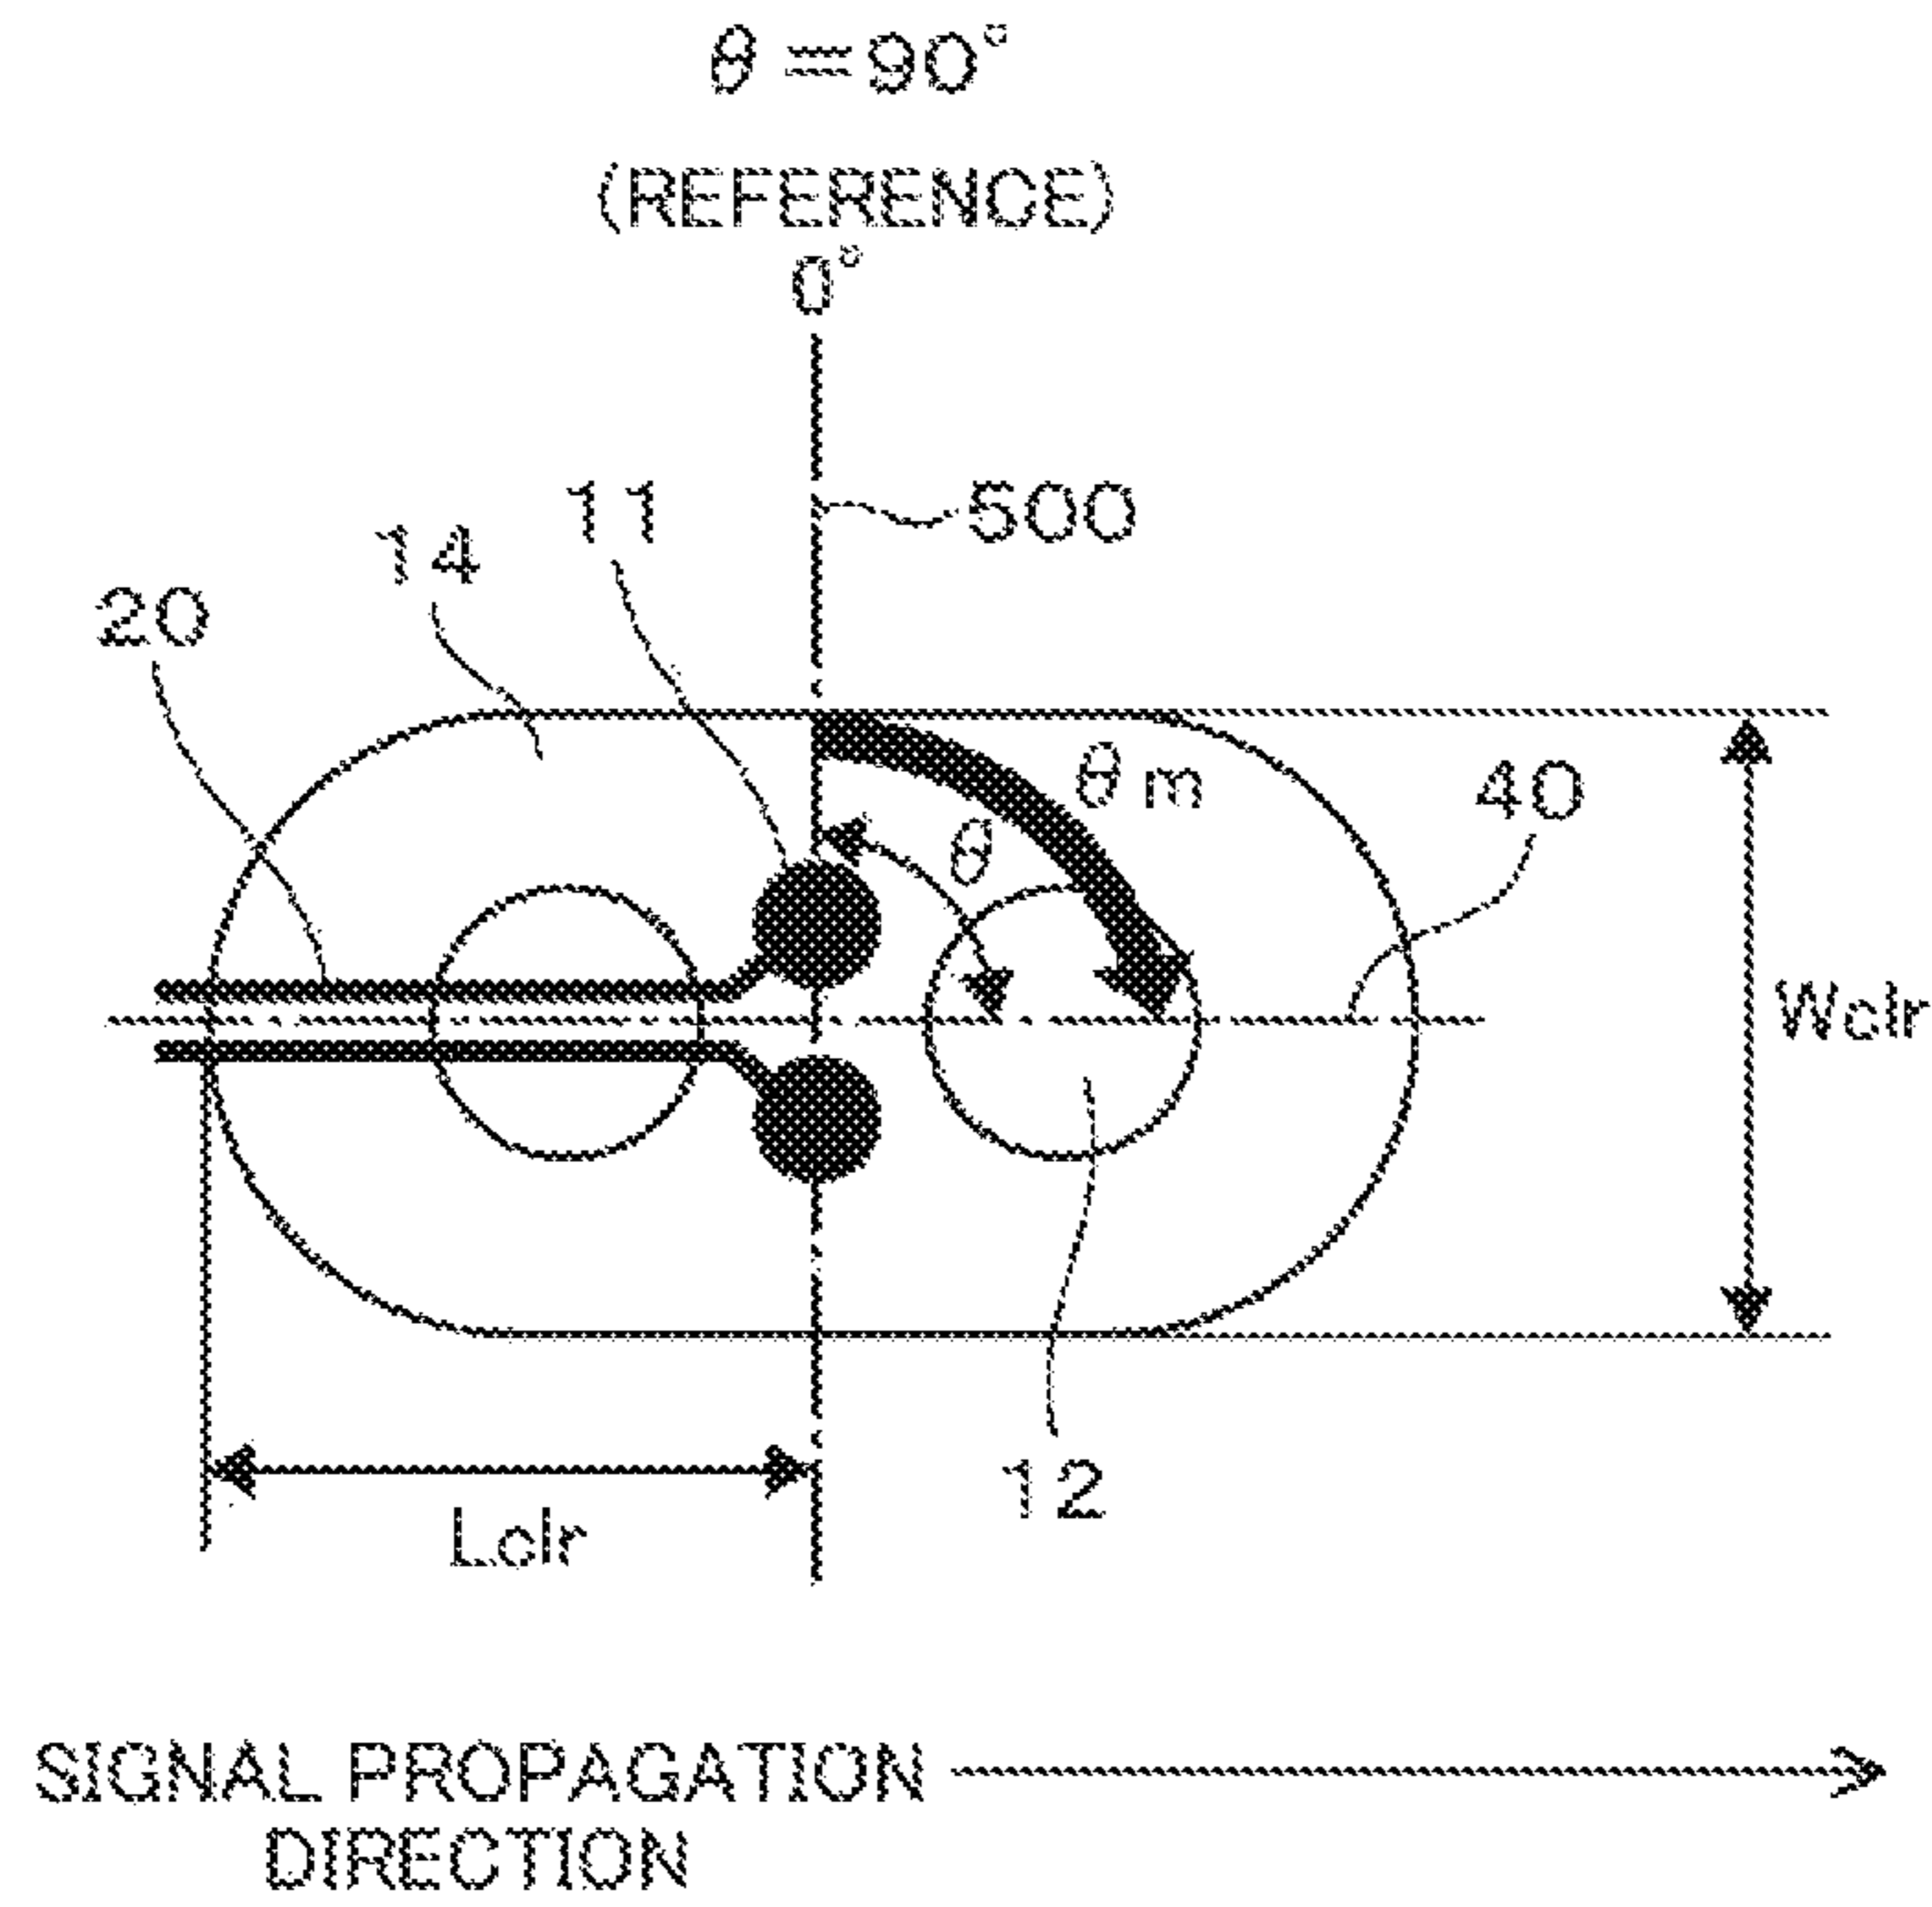 θ = 90°
(REFERENCE)
0°
500
11
14
20
θm
40
θ
Wclr
12
Lclr
SIGNAL PROPAGATION
DIRECTION